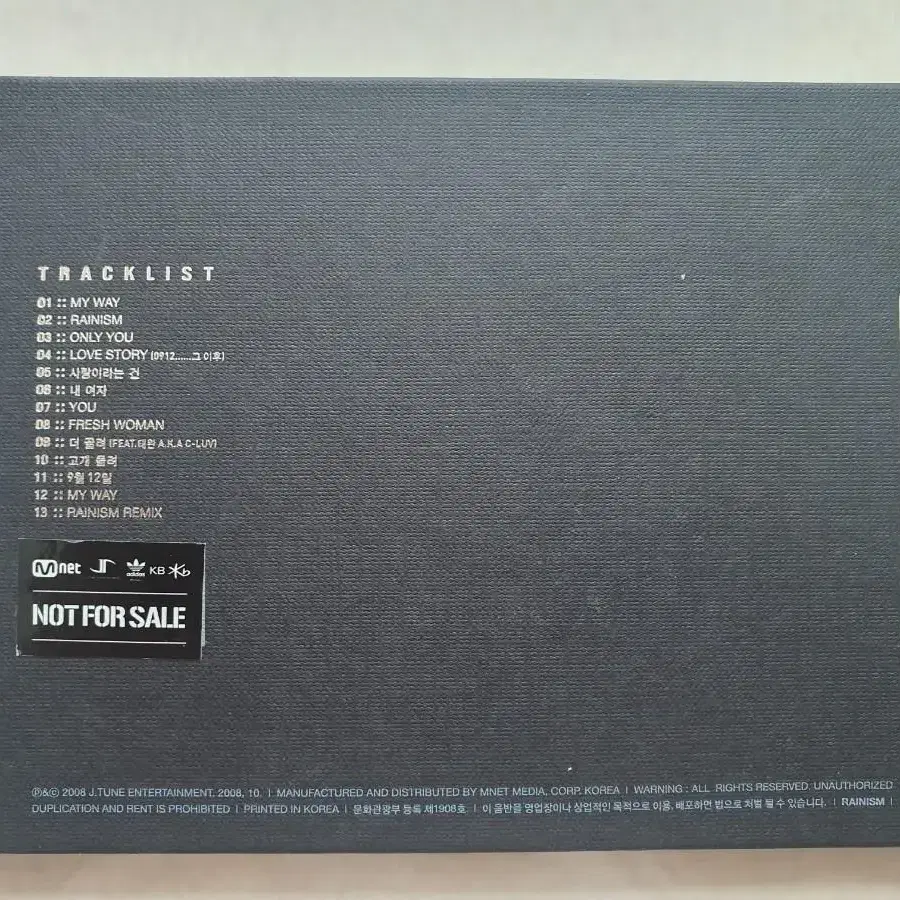 TRACKLIST
01 :: MY WAY
02 :: RAINISM
03 :: ONLY YOU
04 :: LOVE STORY (0912......그 이후)
05 :: 사랑이라는 건
06 :: 내 여자
07 :: YOU
08 :: FRESH WOMAN
09 :: 더 끌려 (FEAT.태완 A.K.A C-LUV)
10 :: 고개 돌려
11 :: 9월 12일
12 :: MY WAY
13 :: RAINISM REMIX
Mnet adidas KB
NOT FOR SALE
℗&© 2008 J.TUNE ENTERTAINMENT. 2008. 10. | MANUFACTURED AND DISTRIBUTED BY MNET MEDIA, CORP. KOREA | WARNING : ALL RIGHTS RESERVED. UNAUTHORIZED
DUPLICATION AND RENT IS PROHIBITED | PRINTED IN KOREA | 문화관광부 등록 제1908호. | 이 음반을 영업장이나 상업적인 목적으로 이용, 배포하면 법으로 처벌 될 수 있습니다. | RAINISM |